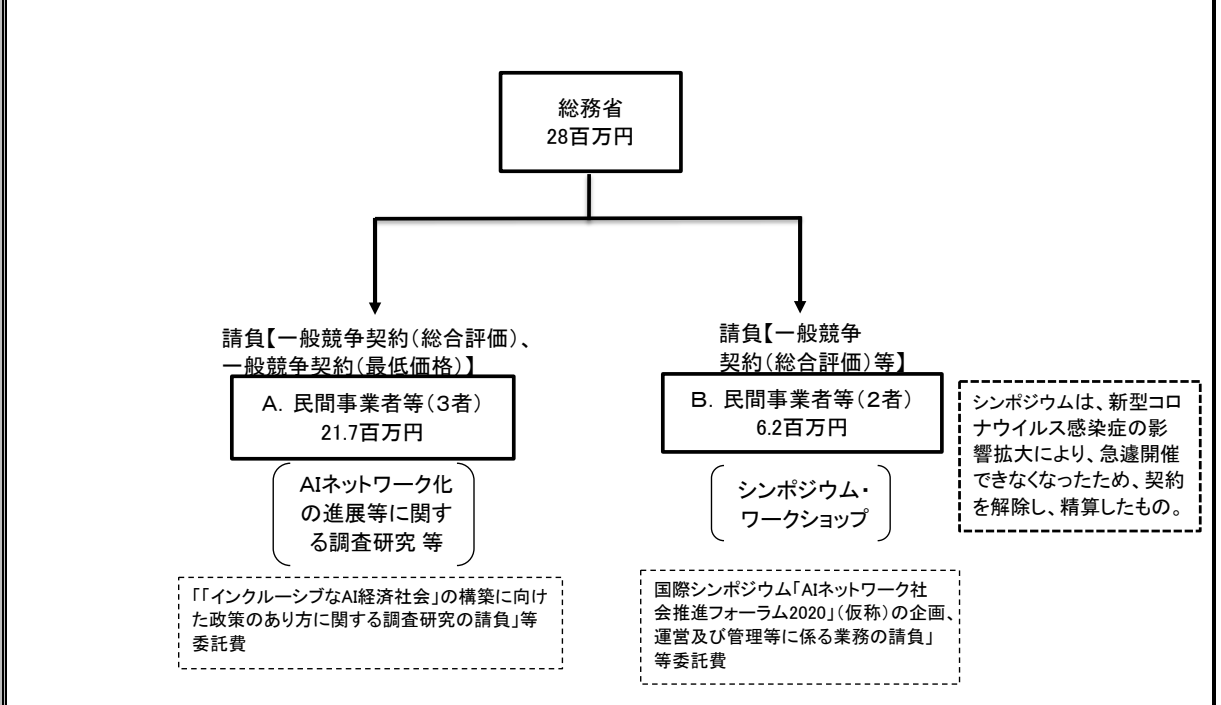 総務省
28百万円
請負【一般競争契約(総合評価)、
一般競争契約(最低価格)】
A. 民間事業者等(3者)
21.7百万円
AIネットワーク化
の進展等に関す
る調査研究 等
「「インクルーシブなAI経済社会」の構築に向け
た政策のあり方に関する調査研究の請負」等
委託費
請負【一般競争
契約(総合評価)等】
B. 民間事業者等(2者)
6.2百万円
シンポジウム・
ワークショップ
国際シンポジウム「AIネットワーク社
会推進フォーラム2020」(仮称)の企画、
運営及び管理等に係る業務の請負」
等委託費
シンポジウムは、新型コロ
ナウイルス感染症の影
響拡大により、急遽開催
できなくなったため、契約
を解除し、精算したもの。